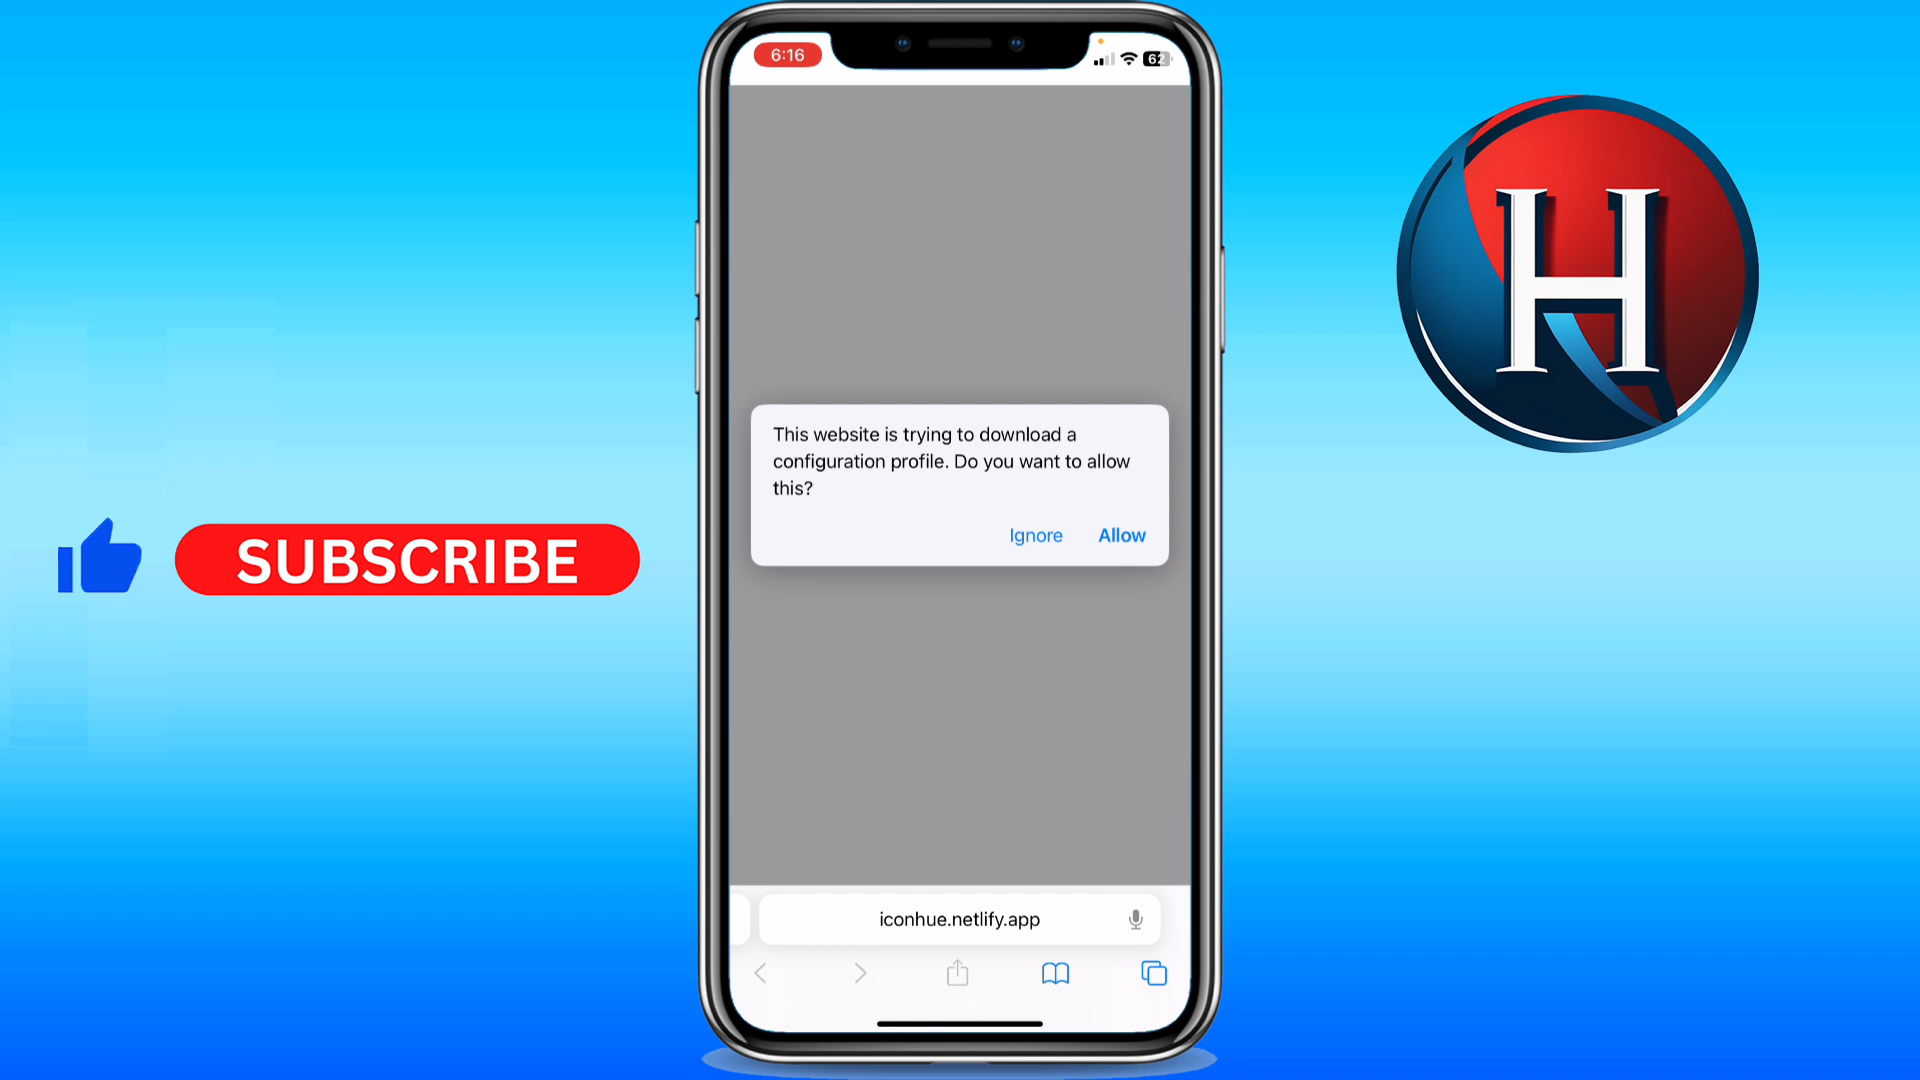 6:16
62
This website is trying to download a
configuration profile. Do you want to allow
this?
Ignore Allow
SUBSCRIBE
H
iconhue.netlify.app